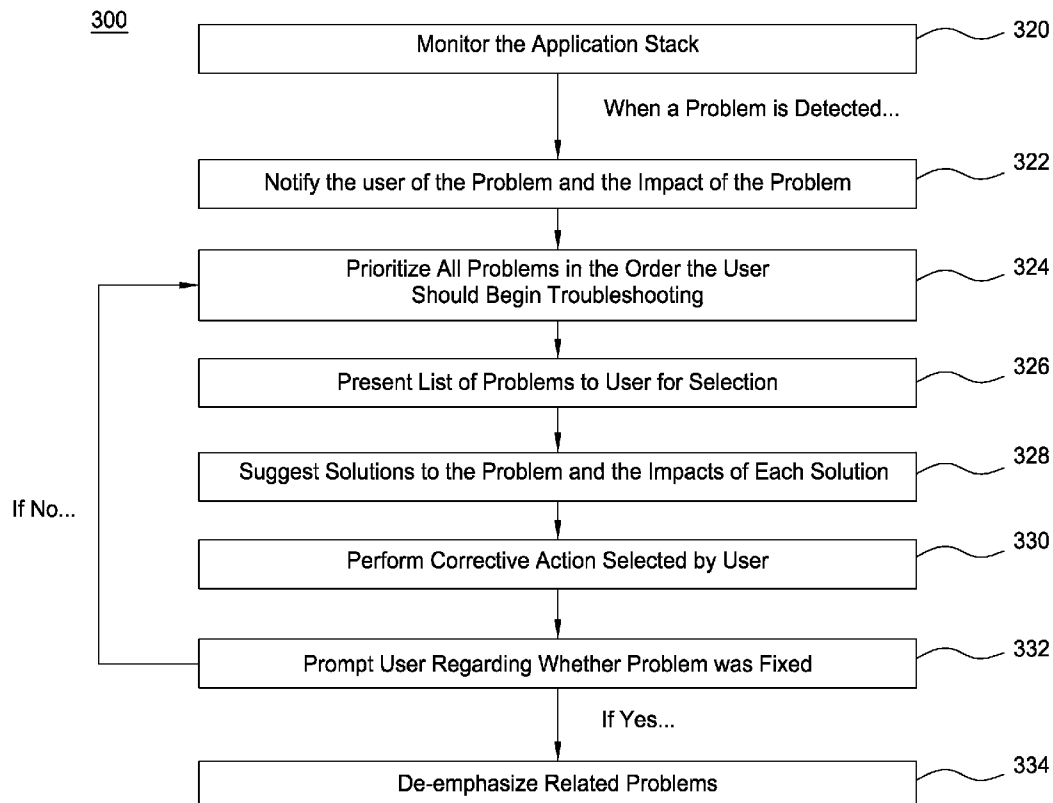 300
Monitor the Application Stack
320
When a Problem is Detected...
Notify the user of the Problem and the Impact of the Problem
322
Prioritize All Problems in the Order the User
Should Begin Troubleshooting
324
Present List of Problems to User for Selection
326
Suggest Solutions to the Problem and the Impacts of Each Solution
328
If No...
Perform Corrective Action Selected by User
330
Prompt User Regarding Whether Problem was Fixed
332
If Yes...
De-emphasize Related Problems
334